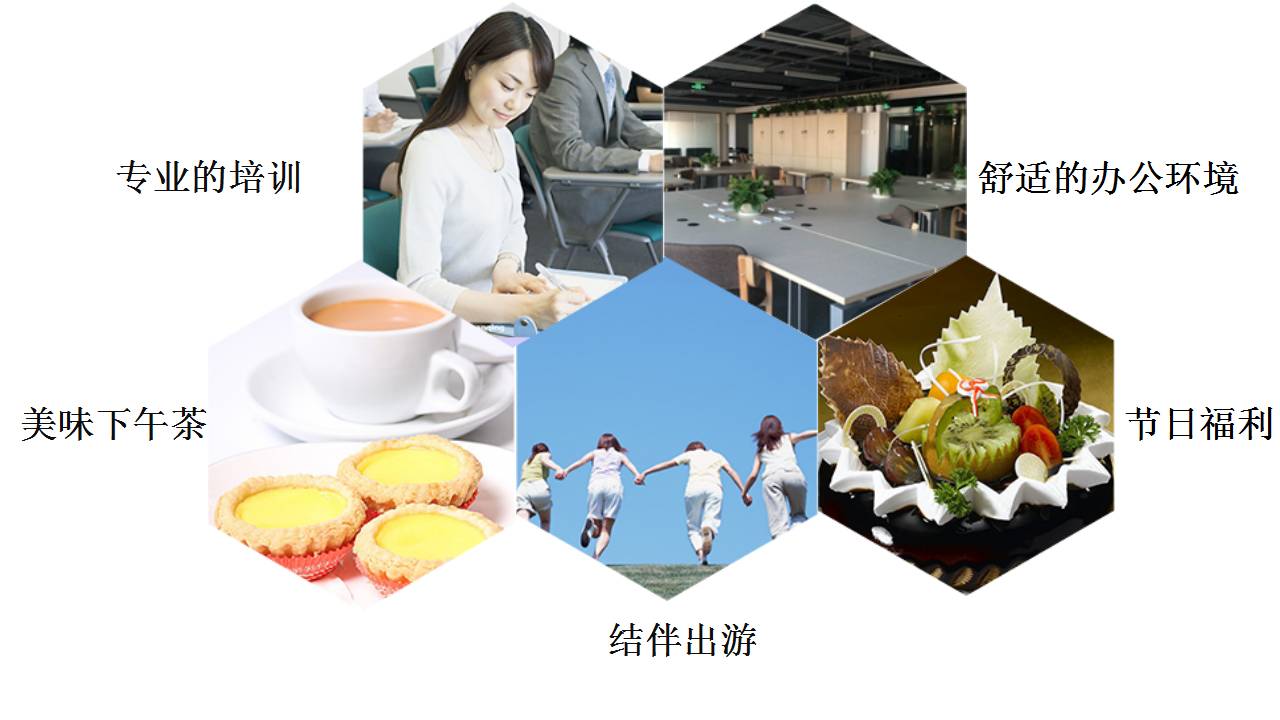 专业的培训
舒适的办公环境
美味下午茶
节日福利
结伴出游